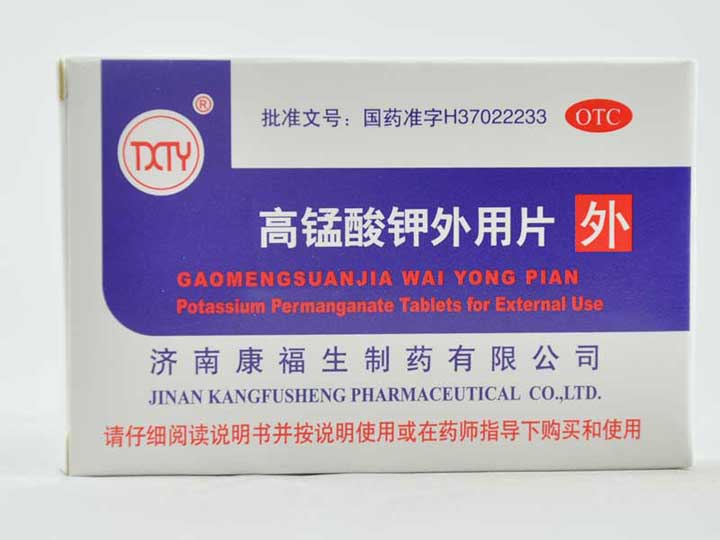 TXTY ®
批准文号：国药准字H37022233 OTC
高锰酸钾外用片 外
GAOMENGSUANJIA WAI YONG PIAN
Potassium Permanganate Tablets for External Use
济南康福生制药有限公司
JINAN KANGFUSHENG PHARMACEUTICAL CO.,LTD.
请仔细阅读说明书并按说明使用或在药师指导下购买和使用